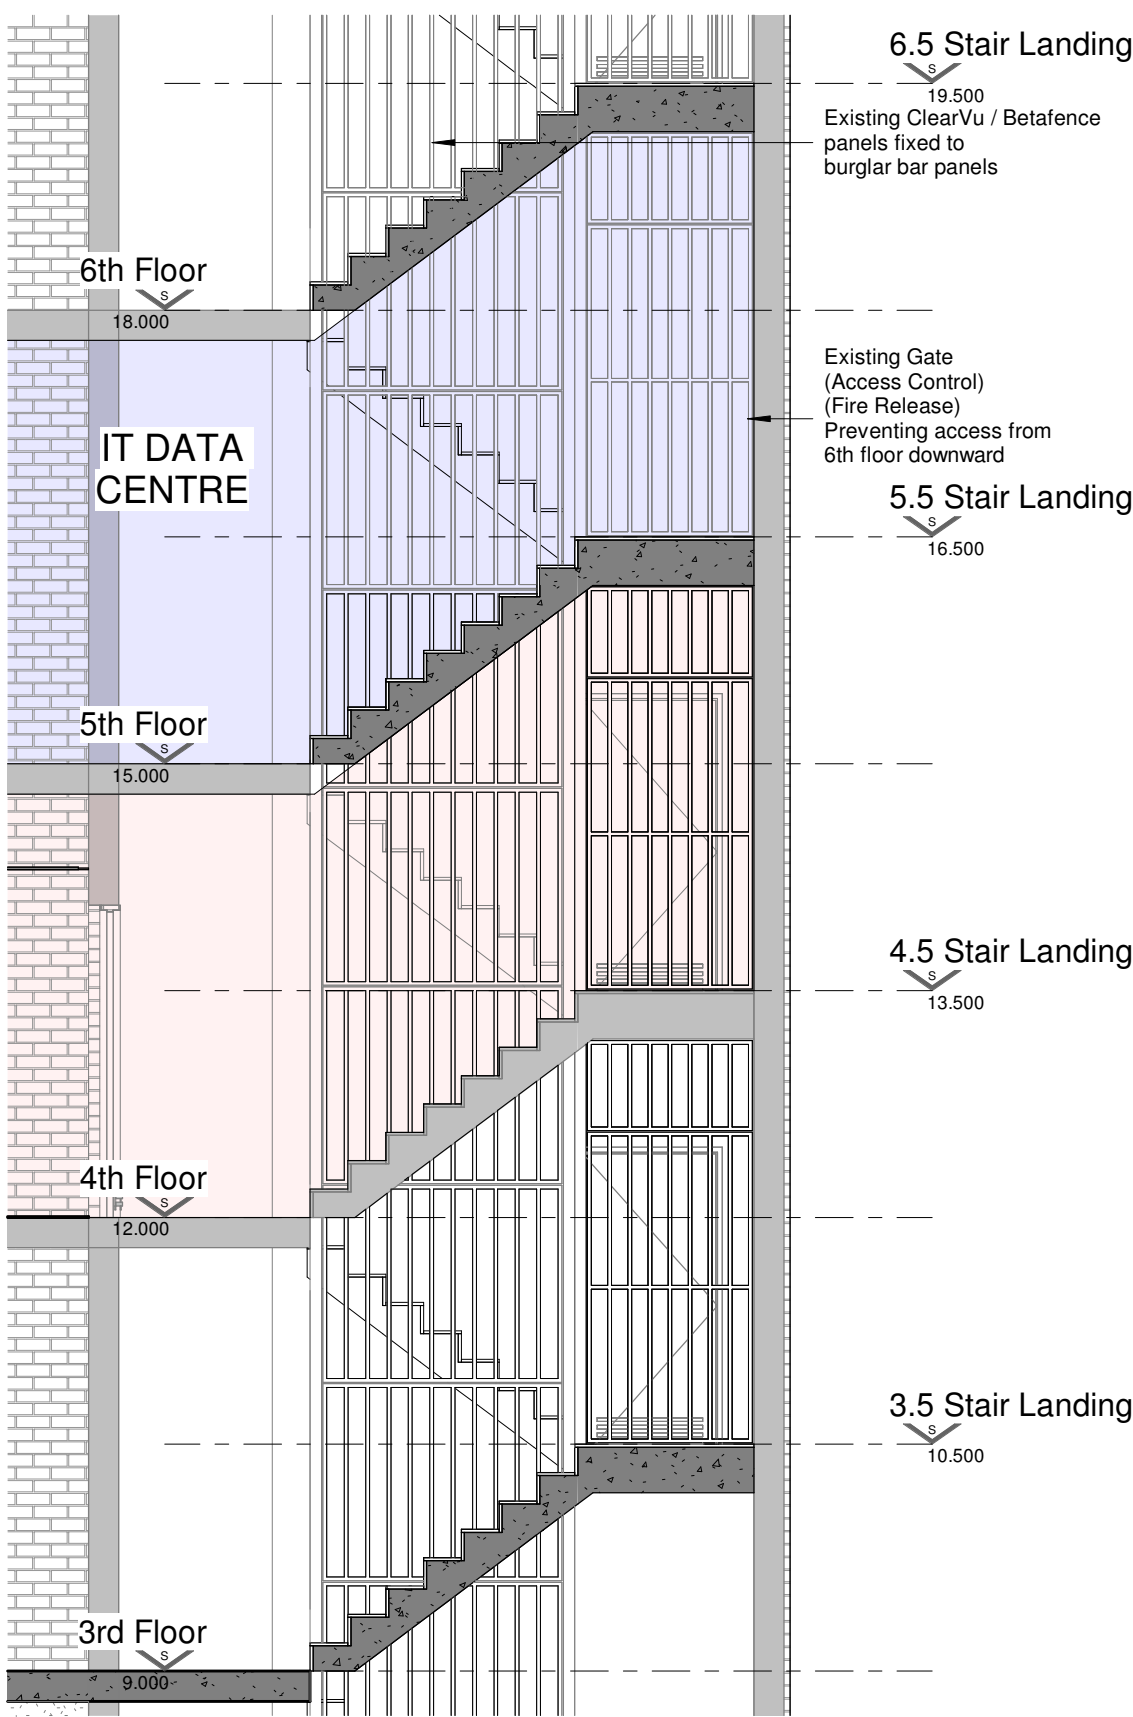 6.5 Stair Landing
S
19.500
Existing ClearVu / Betafence
panels fixed to
burglar bar panels
6th Floor
S
18.000
Existing Gate
(Access Control)
(Fire Release)
Preventing access from
6th floor downward
IT DATA
CENTRE
5.5 Stair Landing
S
16.500
5th Floor
S
15.000
4.5 Stair Landing
S
13.500
4th Floor
S
12.000
3.5 Stair Landing
S
10.500
3rd Floor
S
9.000